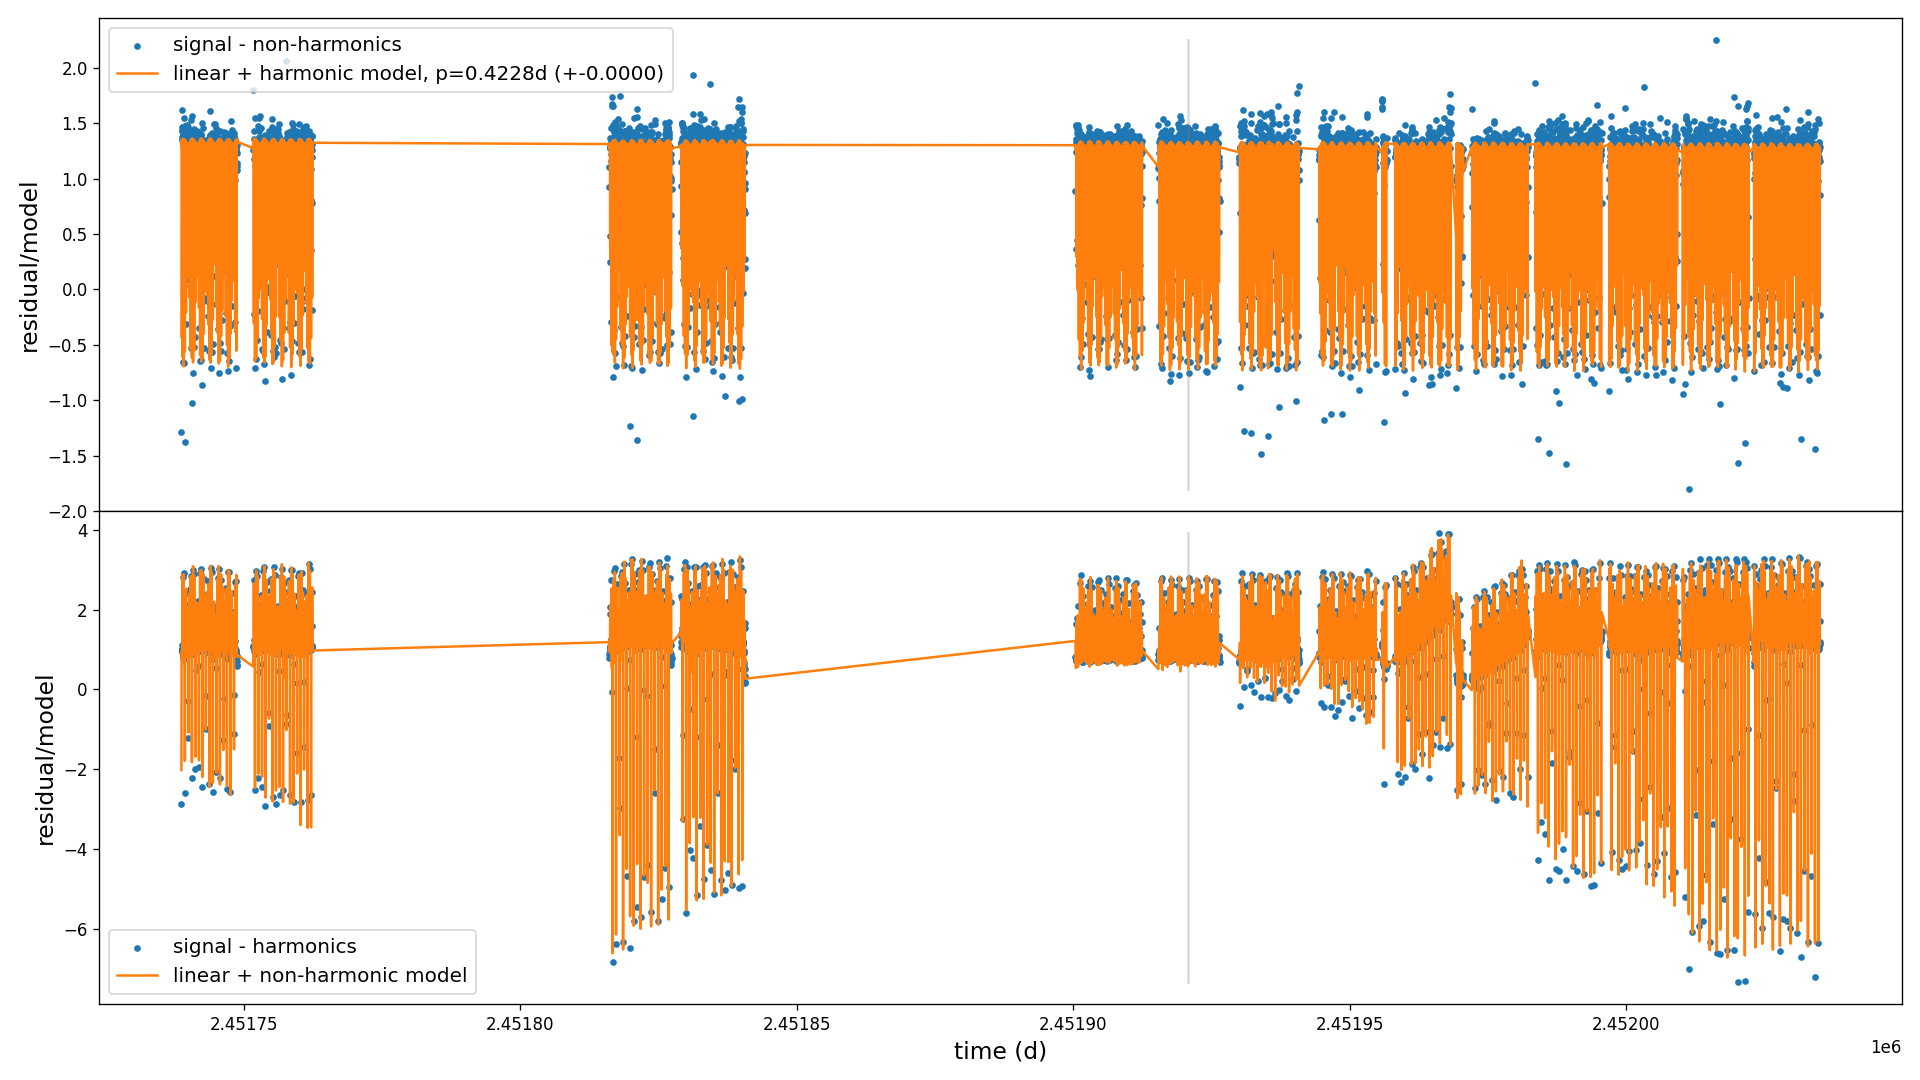 signal - non-harmonics
linear + harmonic model, p=0.4228d (+-0.0000)
2.0
1.5
1.0
0.5
0.0
−0.5
−1.0
−1.5
−2.0
residual/model
4
2
0
−2
−4
−6
residual/model
signal - harmonics
linear + non-harmonic model
2.45175
2.45180
2.45185
2.45190
2.45195
2.45200
1e6
time (d)